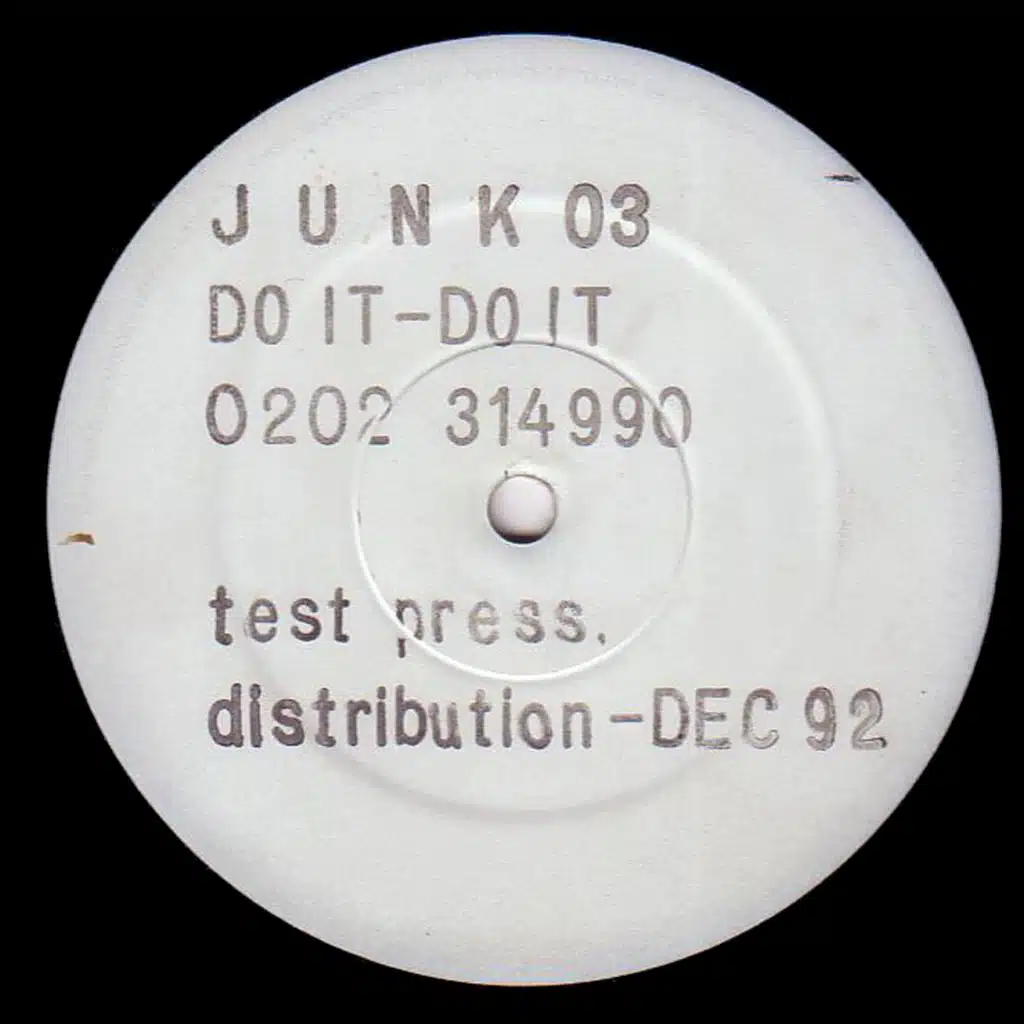 J U N K 03
DO IT-DO IT
0202 314990
test press.
distribution-DEC 92